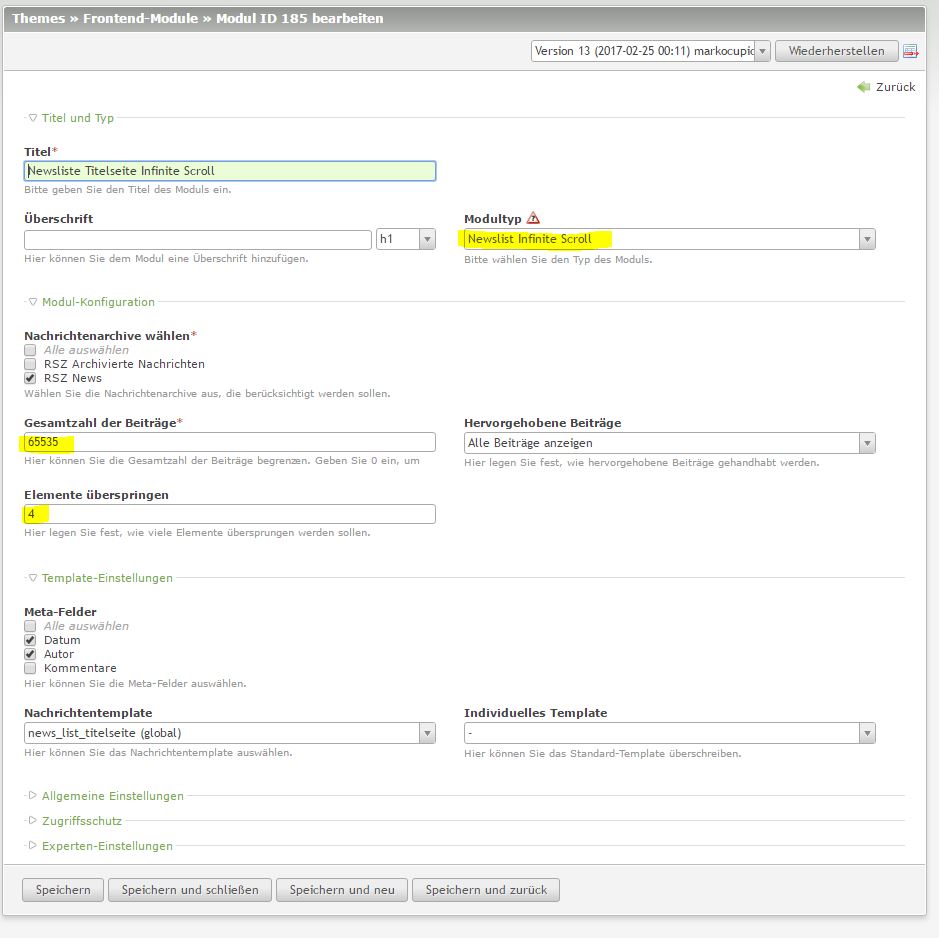 Themes » Frontend-Module » Modul ID 185 bearbeiten
Version 13 (2017-02-25 00:11) markocupic Wiederherstellen
Zurück
Titel und Typ
Titel*
Newsliste Titelseite Infinite Scroll
Bitte geben Sie den Titel des Moduls ein.
Überschrift Modultyp
h1 Newslist Infinite Scroll
Hier können Sie dem Modul eine Überschrift hinzufügen. Bitte wählen Sie den Typ des Moduls.
Modul-Konfiguration
Nachrichtenarchive wählen*
Alle auswählen
RSZ Archivierte Nachrichten
RSZ News
Wählen Sie die Nachrichtenarchive aus, die berücksichtigt werden sollen.
Gesamtzahl der Beiträge* Hervorgehobene Beiträge
65535 Alle Beiträge anzeigen
Hier können Sie die Gesamtzahl der Beiträge begrenzen. Geben Sie 0 ein, um Hier legen Sie fest, wie hervorgehobene Beiträge gehandhabt werden.
Elemente überspringen
4
Hier legen Sie fest, wie viele Elemente übersprungen werden sollen.
Template-Einstellungen
Meta-Felder
Alle auswählen
Datum
Autor
Kommentare
Hier können Sie die Meta-Felder auswählen.
Nachrichtentemplate Individuelles Template
news_list_titelseite (global) -
Hier können Sie das Nachrichtentemplate auswählen. Hier können Sie das Standard-Template überschreiben.
Allgemeine Einstellungen
Zugriffsschutz
Experten-Einstellungen
Speichern Speichern und schließen Speichern und neu Speichern und zurück